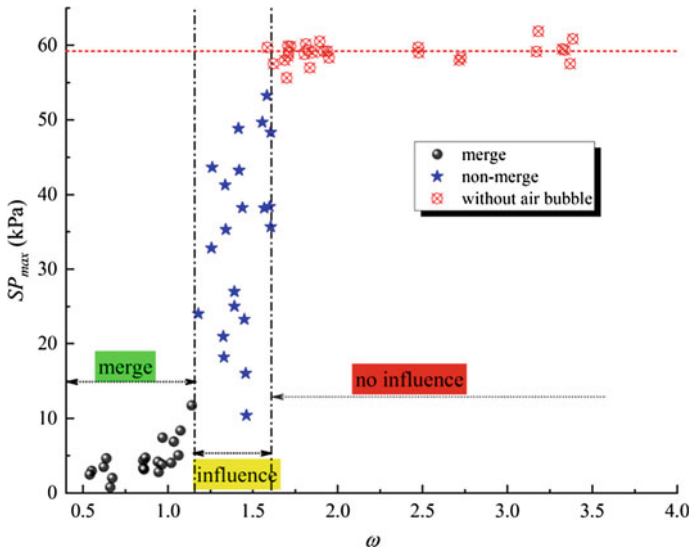 SPmax (kPa)
60
50
40
30
20
10
0
merge
non-merge
without air bubble
merge
no influence
influence
0.5 1.0 1.5 2.0 2.5 3.0 3.5 4.0
ω